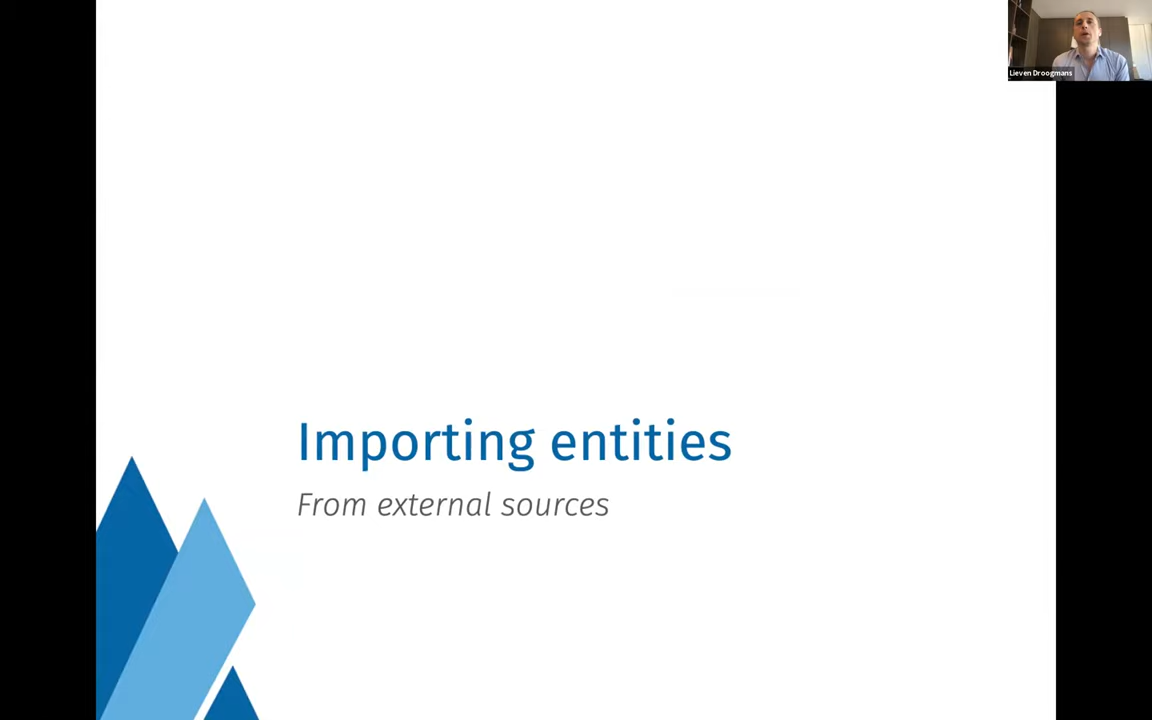 Lieven Droogmans
Importing entities
From external sources